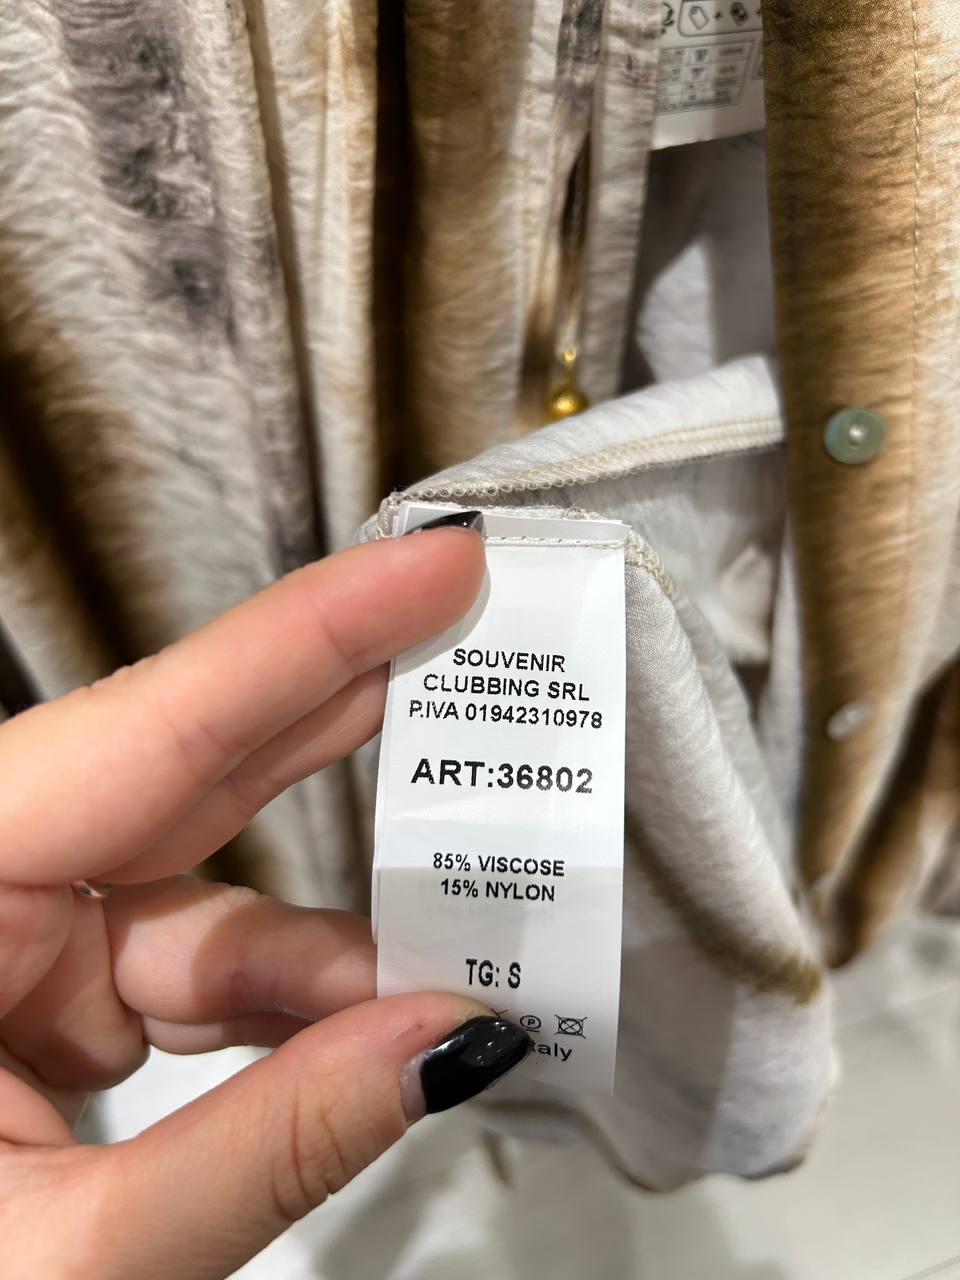 SOUVENIR
CLUBBING SRL
P.IVA 01942310978
ART:36802
85% VISCOSE
15% NYLON
TG: S
P